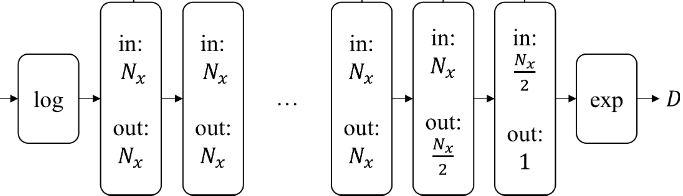 log
in:
N_x
out:
N_x
in:
N_x
out:
N_x
...
in:
N_x
out:
N_x
in:
N_x
out:
N_x/2
in:
N_x/2
out:
1
exp
D